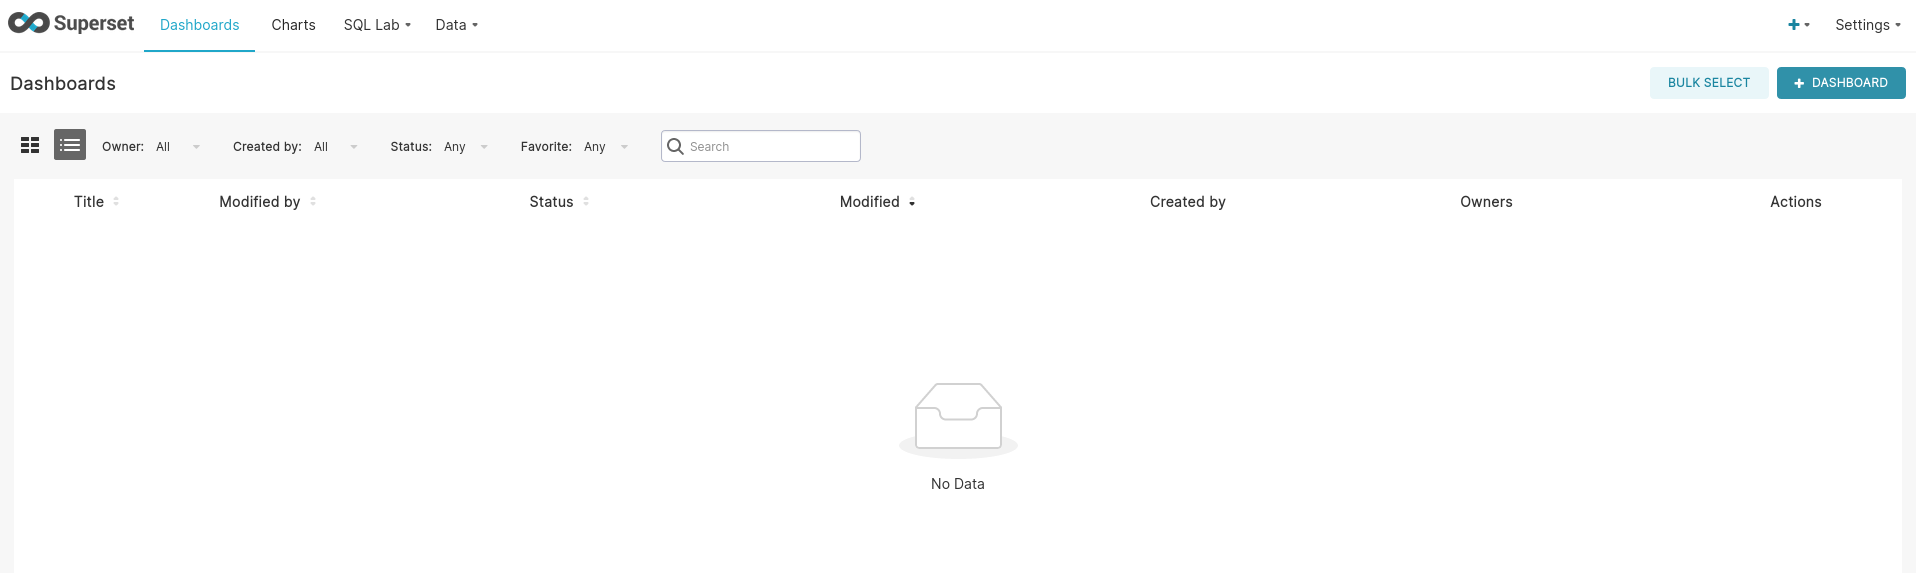 Superset Dashboards Charts SQL Lab Data Settings
Dashboards BULK SELECT DASHBOARD
Owner: All Created by: All Status: Any Favorite: Any Search
Title Modified by Status Modified Created by Owners Actions
No Data